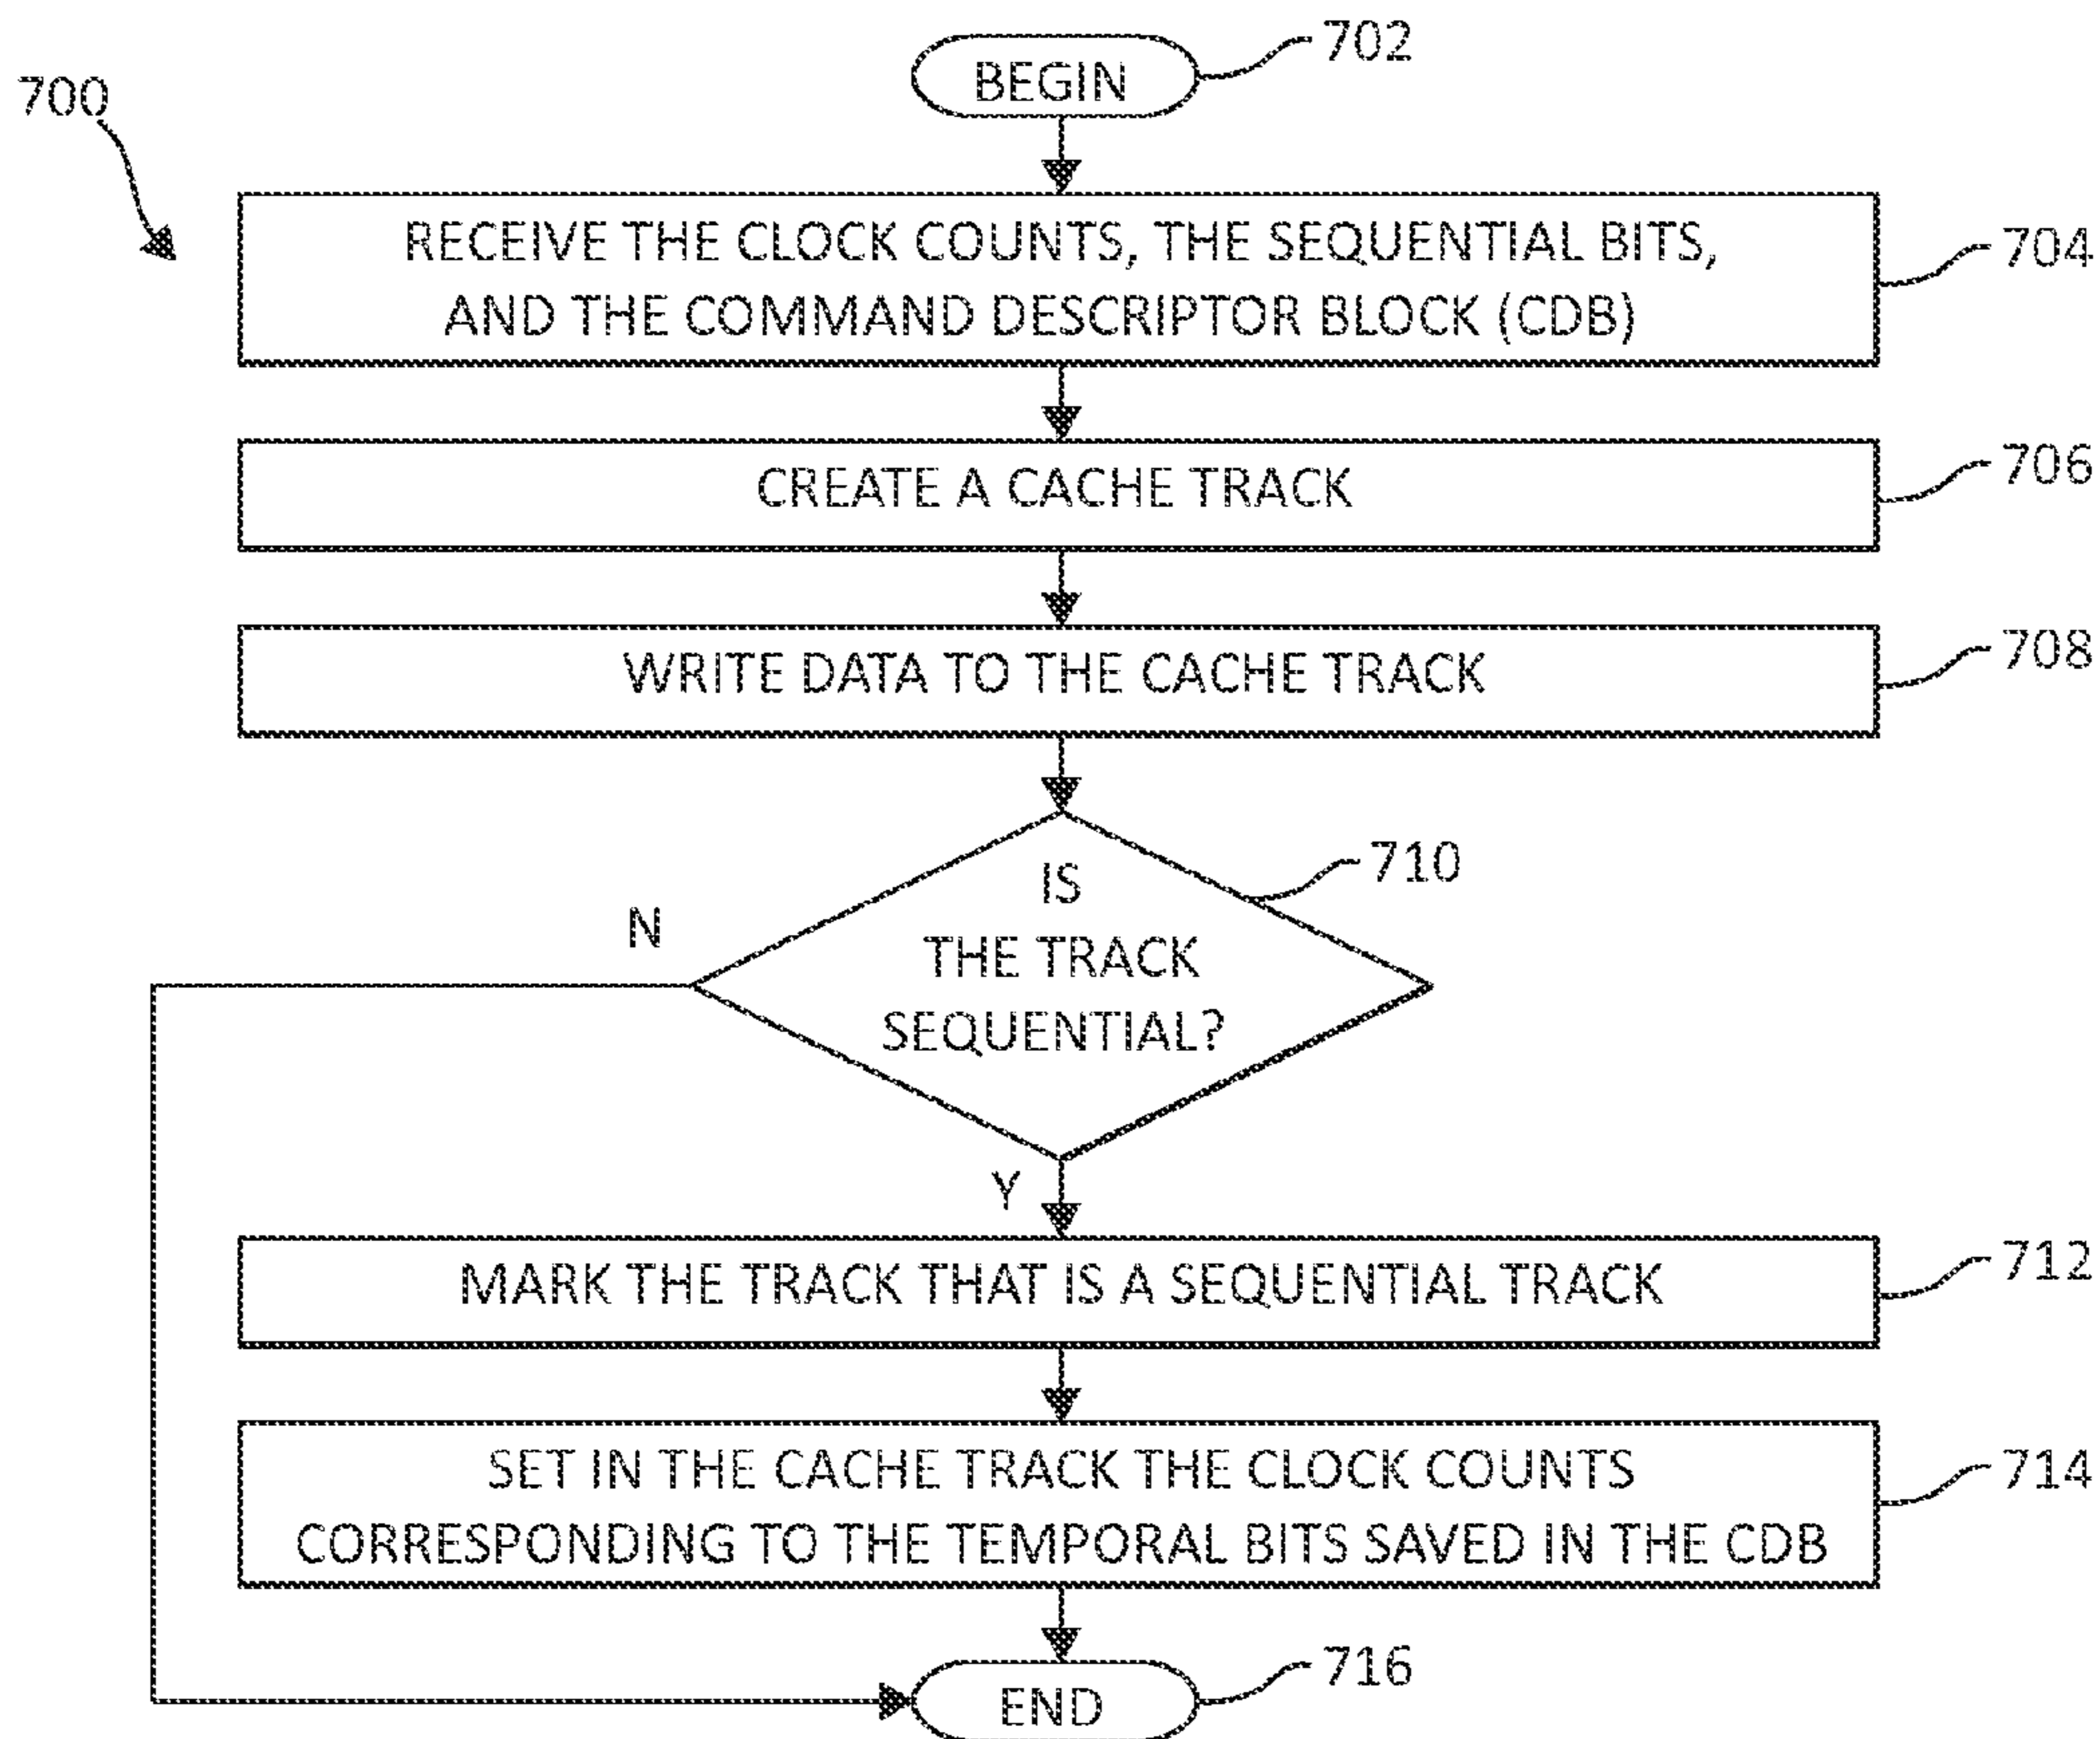 702
BEGIN
700
RECEIVE THE CLOCK COUNTS, THE SEQUENTIAL BITS,
AND THE COMMAND DESCRIPTOR BLOCK (CDB)
704
CREATE A CACHE TRACK
706
WRITE DATA TO THE CACHE TRACK
708
IS
THE TRACK
SEQUENTIAL?
710
N
Y
MARK THE TRACK THAT IS A SEQUENTIAL TRACK
712
SET IN THE CACHE TRACK THE CLOCK COUNTS
CORRESPONDING TO THE TEMPORAL BITS SAVED IN THE CDB
714
END
716